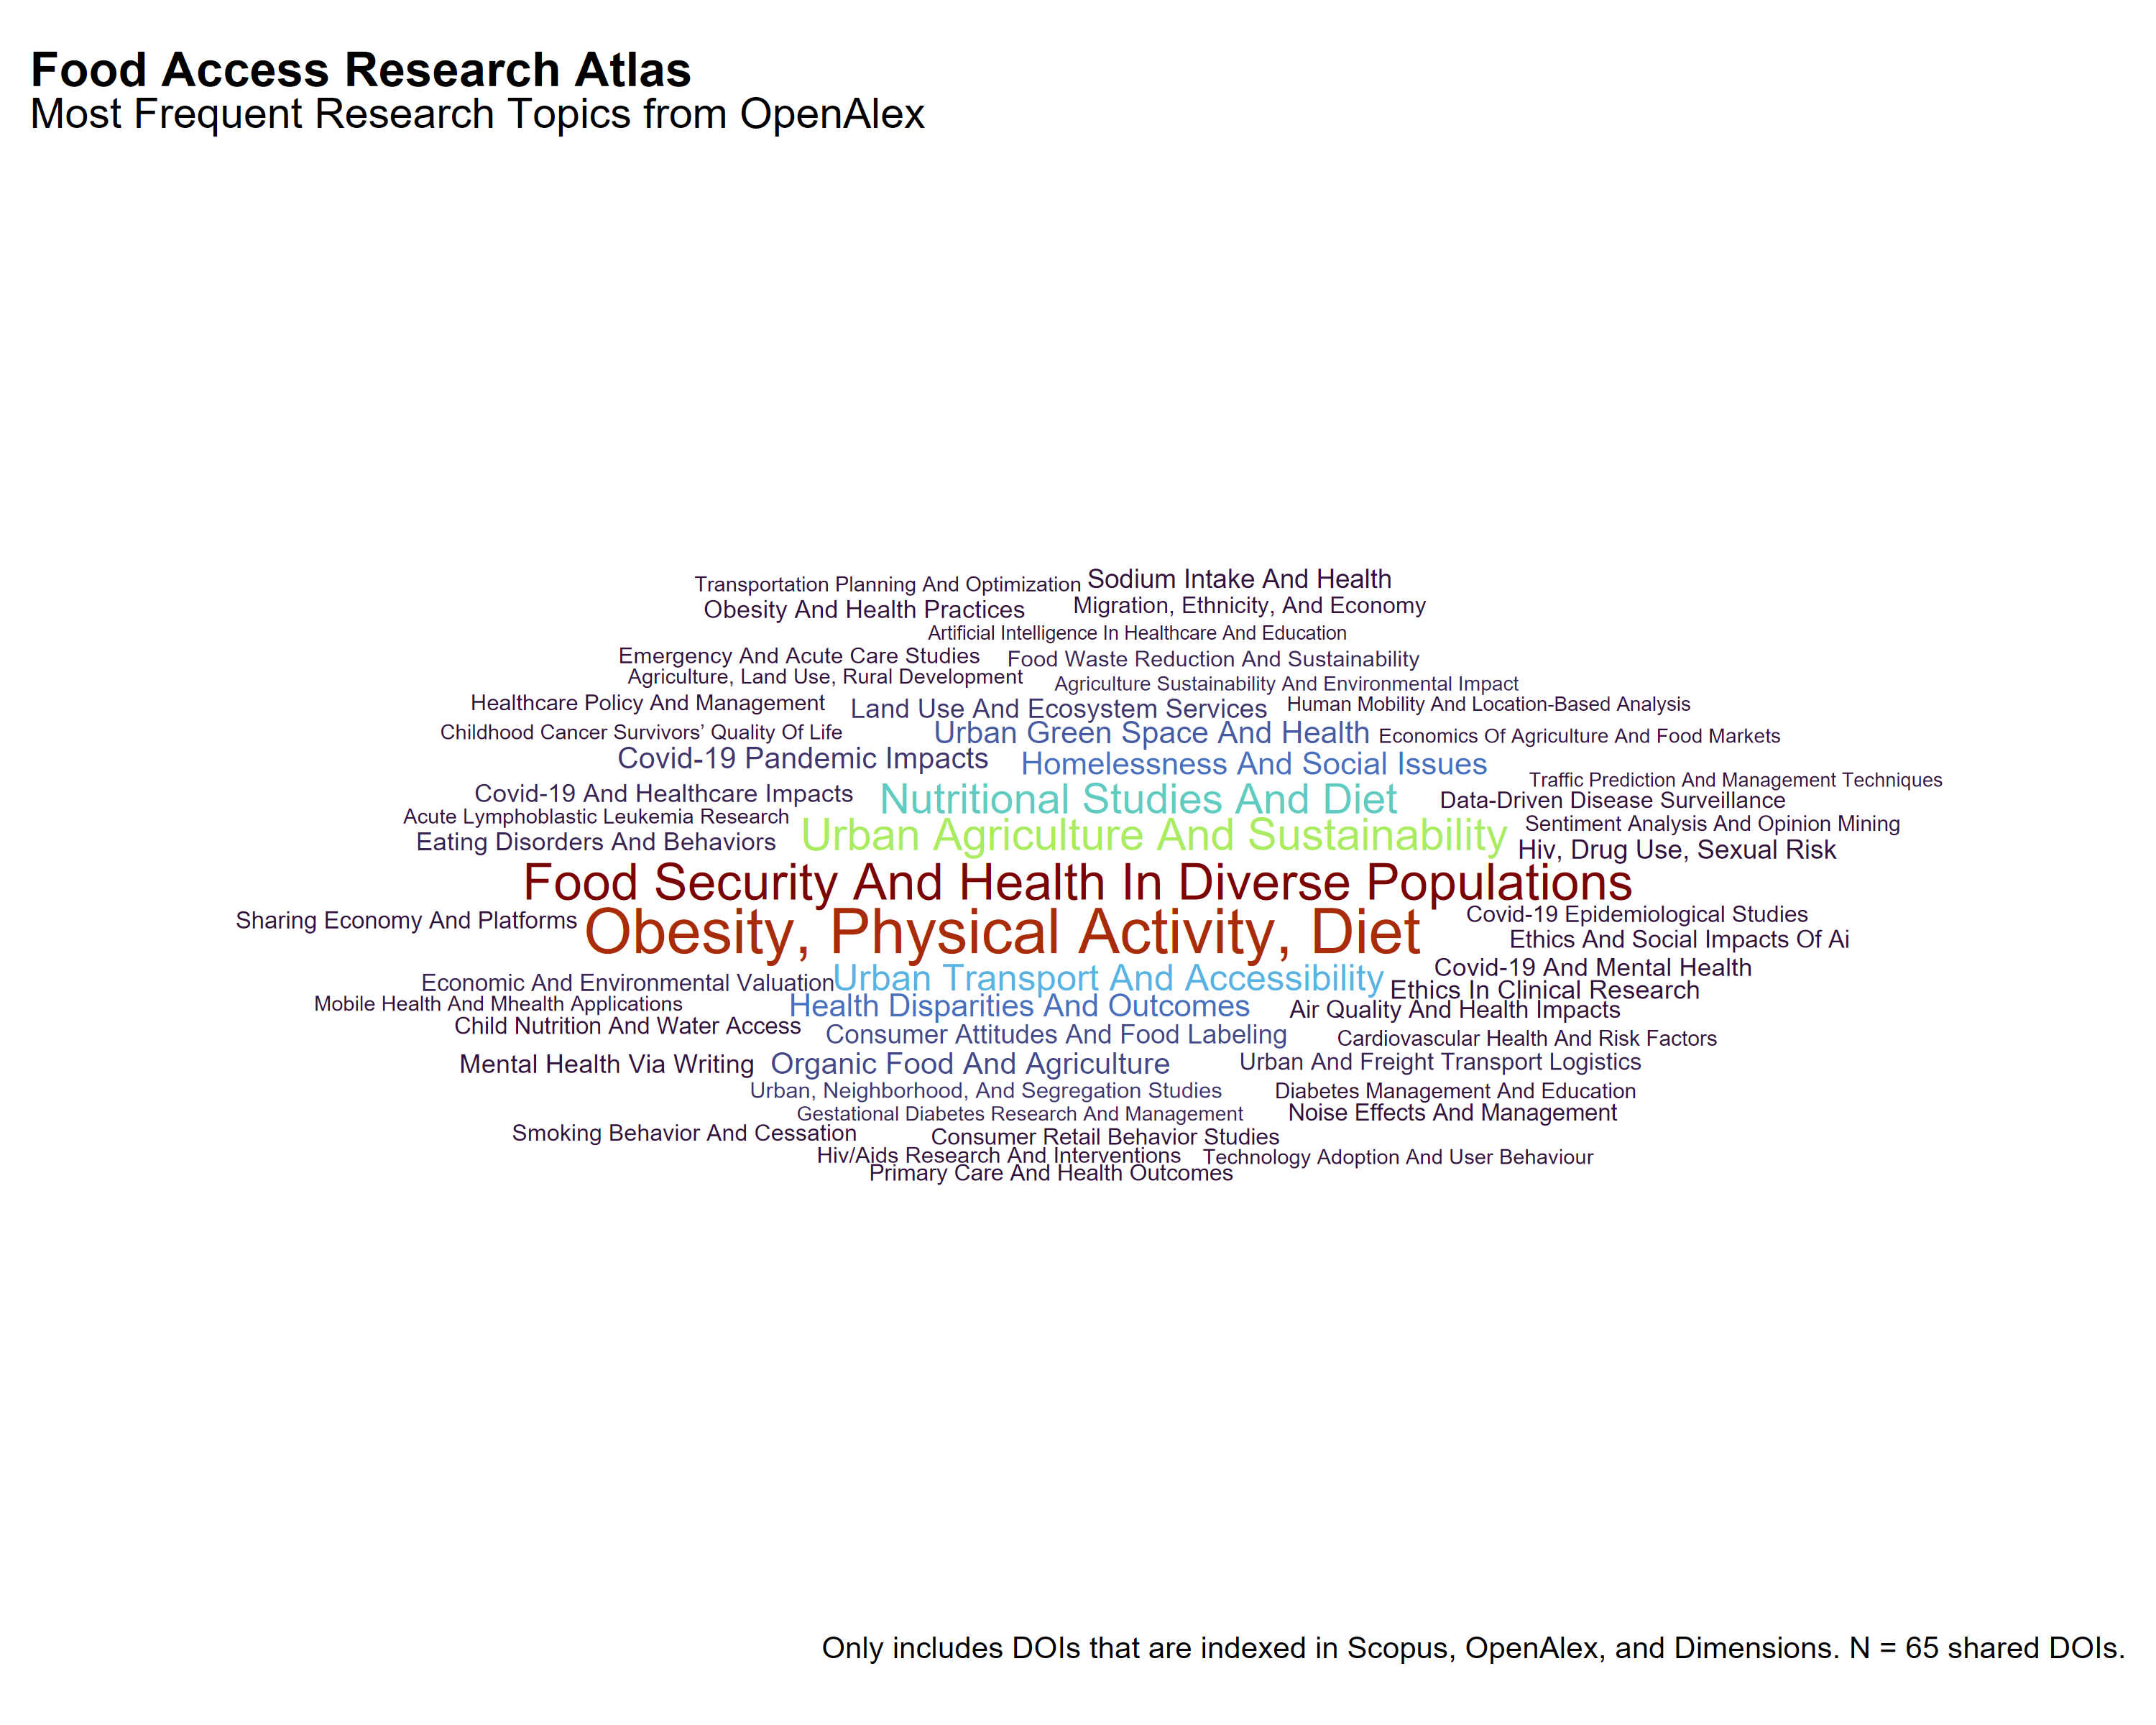 Food Access Research Atlas
Most Frequent Research Topics from OpenAlex
Transportation Planning And Optimization
Sodium Intake And Health
Obesity And Health Practices
Migration, Ethnicity, And Economy
Artificial Intelligence In Healthcare And Education
Emergency And Acute Care Studies
Food Waste Reduction And Sustainability
Agriculture, Land Use, Rural Development
Agriculture Sustainability And Environmental Impact
Healthcare Policy And Management
Land Use And Ecosystem Services
Human Mobility And Location-Based Analysis
Childhood Cancer Survivors’ Quality Of Life
Urban Green Space And Health
Economics Of Agriculture And Food Markets
Covid-19 Pandemic Impacts
Homelessness And Social Issues
Traffic Prediction And Management Techniques
Covid-19 And Healthcare Impacts
Nutritional Studies And Diet
Data-Driven Disease Surveillance
Acute Lymphoblastic Leukemia Research
Urban Agriculture And Sustainability
Sentiment Analysis And Opinion Mining
Eating Disorders And Behaviors
Hiv, Drug Use, Sexual Risk
Food Security And Health In Diverse Populations
Sharing Economy And Platforms
Obesity, Physical Activity, Diet
Covid-19 Epidemiological Studies
Ethics And Social Impacts Of Ai
Economic And Environmental Valuation
Urban Transport And Accessibility
Covid-19 And Mental Health
Ethics In Clinical Research
Mobile Health And Mhealth Applications
Health Disparities And Outcomes
Air Quality And Health Impacts
Child Nutrition And Water Access
Consumer Attitudes And Food Labeling
Cardiovascular Health And Risk Factors
Mental Health Via Writing
Organic Food And Agriculture
Urban And Freight Transport Logistics
Urban, Neighborhood, And Segregation Studies
Diabetes Management And Education
Gestational Diabetes Research And Management
Noise Effects And Management
Smoking Behavior And Cessation
Consumer Retail Behavior Studies
Hiv/Aids Research And Interventions
Technology Adoption And User Behaviour
Primary Care And Health Outcomes
Only includes DOIs that are indexed in Scopus, OpenAlex, and Dimensions. N = 65 shared DOIs.